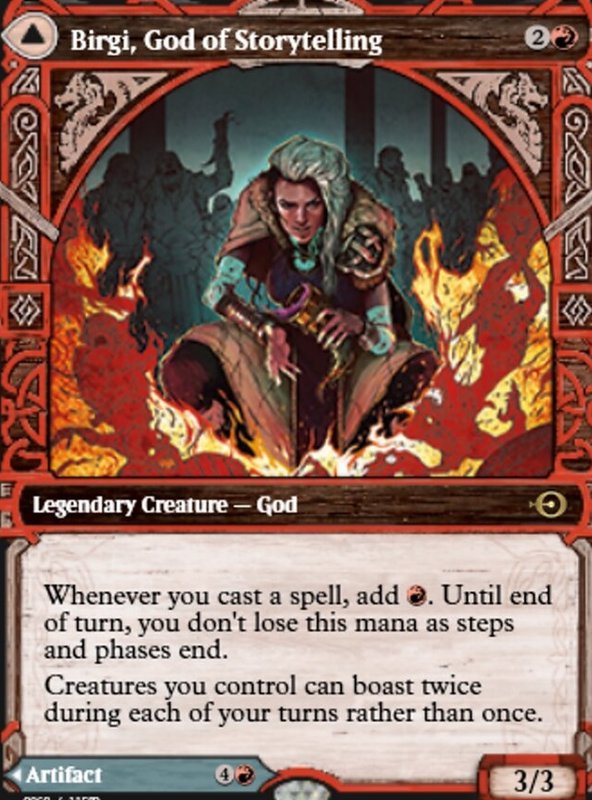 Birgi, God of Storytelling 2
Legendary Creature — God
Whenever you cast a spell, add . Until end
of turn, you don't lose this mana as steps
and phases end.
Creatures you control can boast twice
during each of your turns rather than once.
Artifact 4
3/3